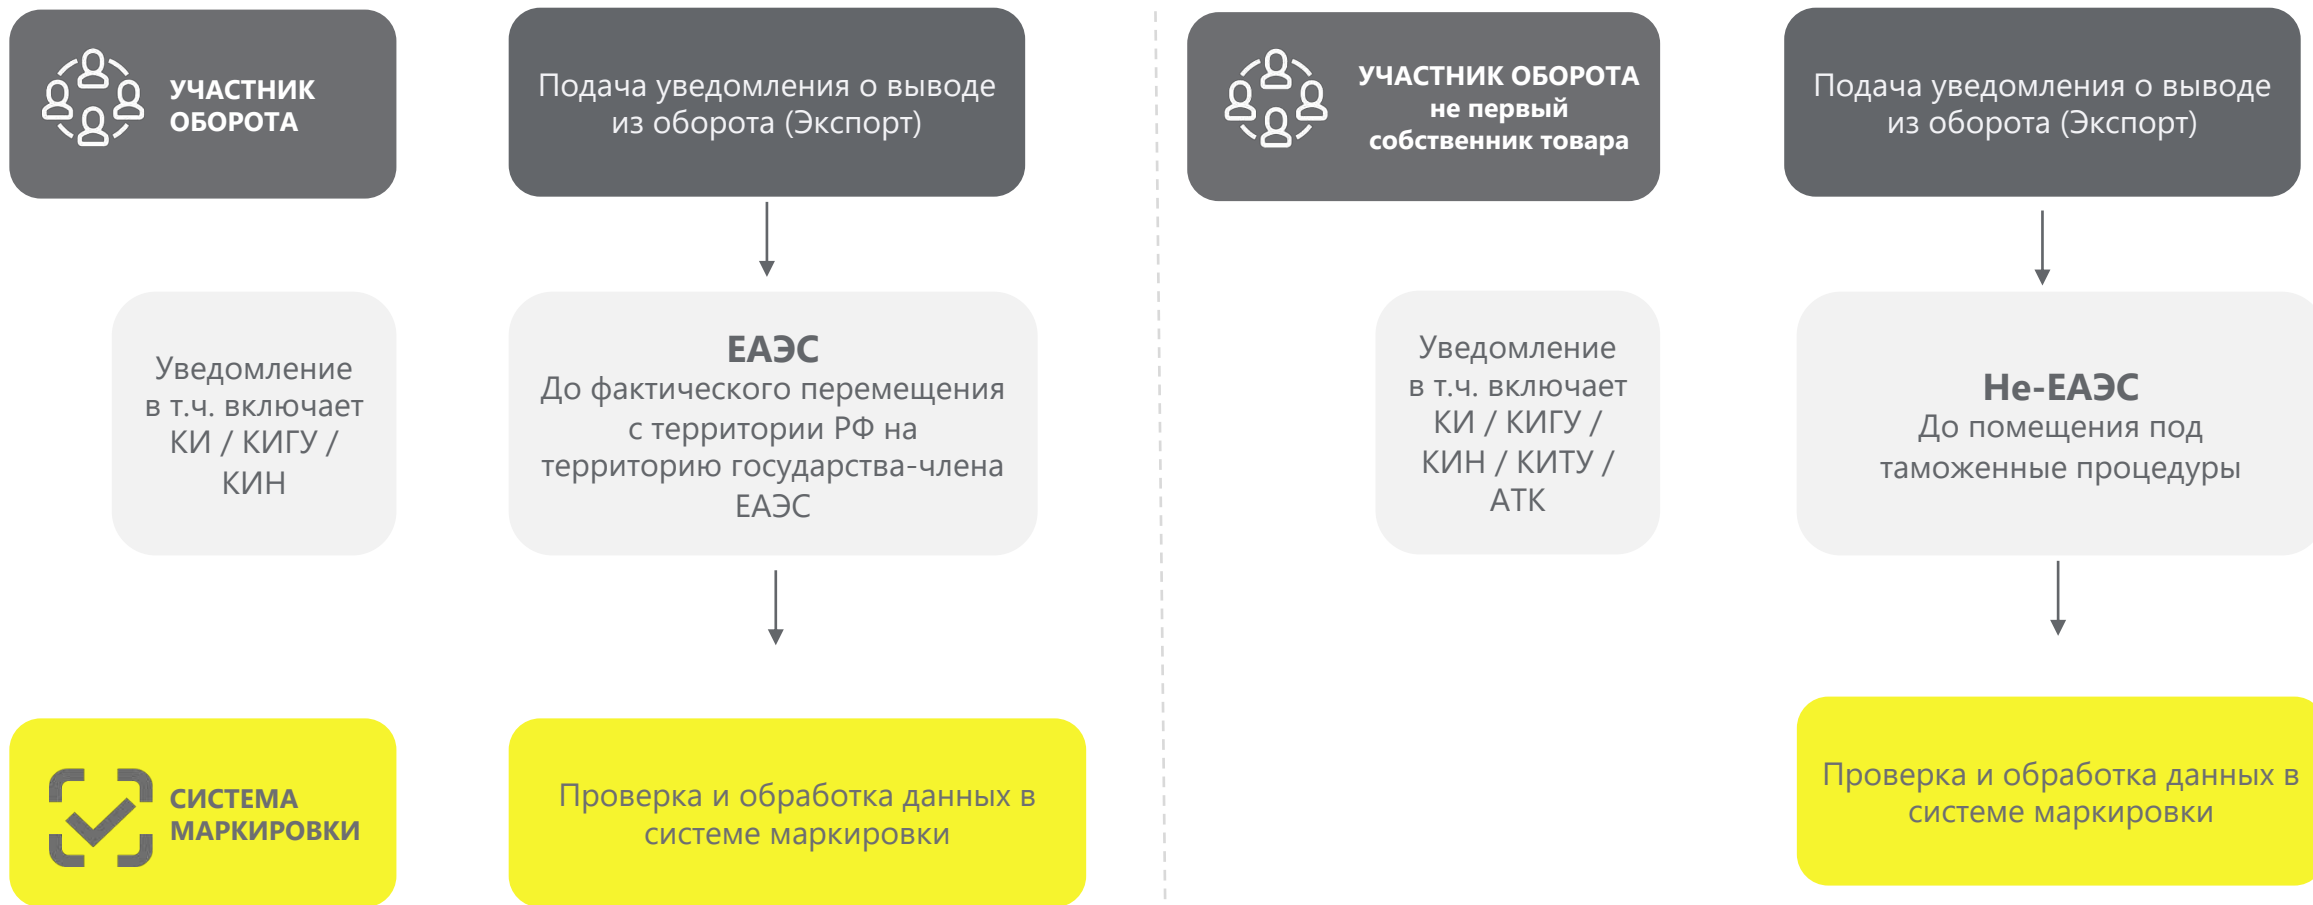 УЧАСТНИК
ОБОРОТА
Подача уведомления о выводе
из оборота (Экспорт)
Уведомление
в т.ч. включает
КИ / КИГУ /
КИН
ЕАЭС
До фактического перемещения
с территории РФ на
территорию государства-члена
ЕАЭС
СИСТЕМА
МАРКИРОВКИ
Проверка и обработка данных в
системе маркировки
УЧАСТНИК ОБОРОТА
не первый
собственник товара
Подача уведомления о выводе
из оборота (Экспорт)
Уведомление
в т.ч. включает
КИ / КИГУ /
КИН / КИТУ /
АТК
Не-ЕАЭС
До помещения под
таможенные процедуры
Проверка и обработка данных в
системе маркировки